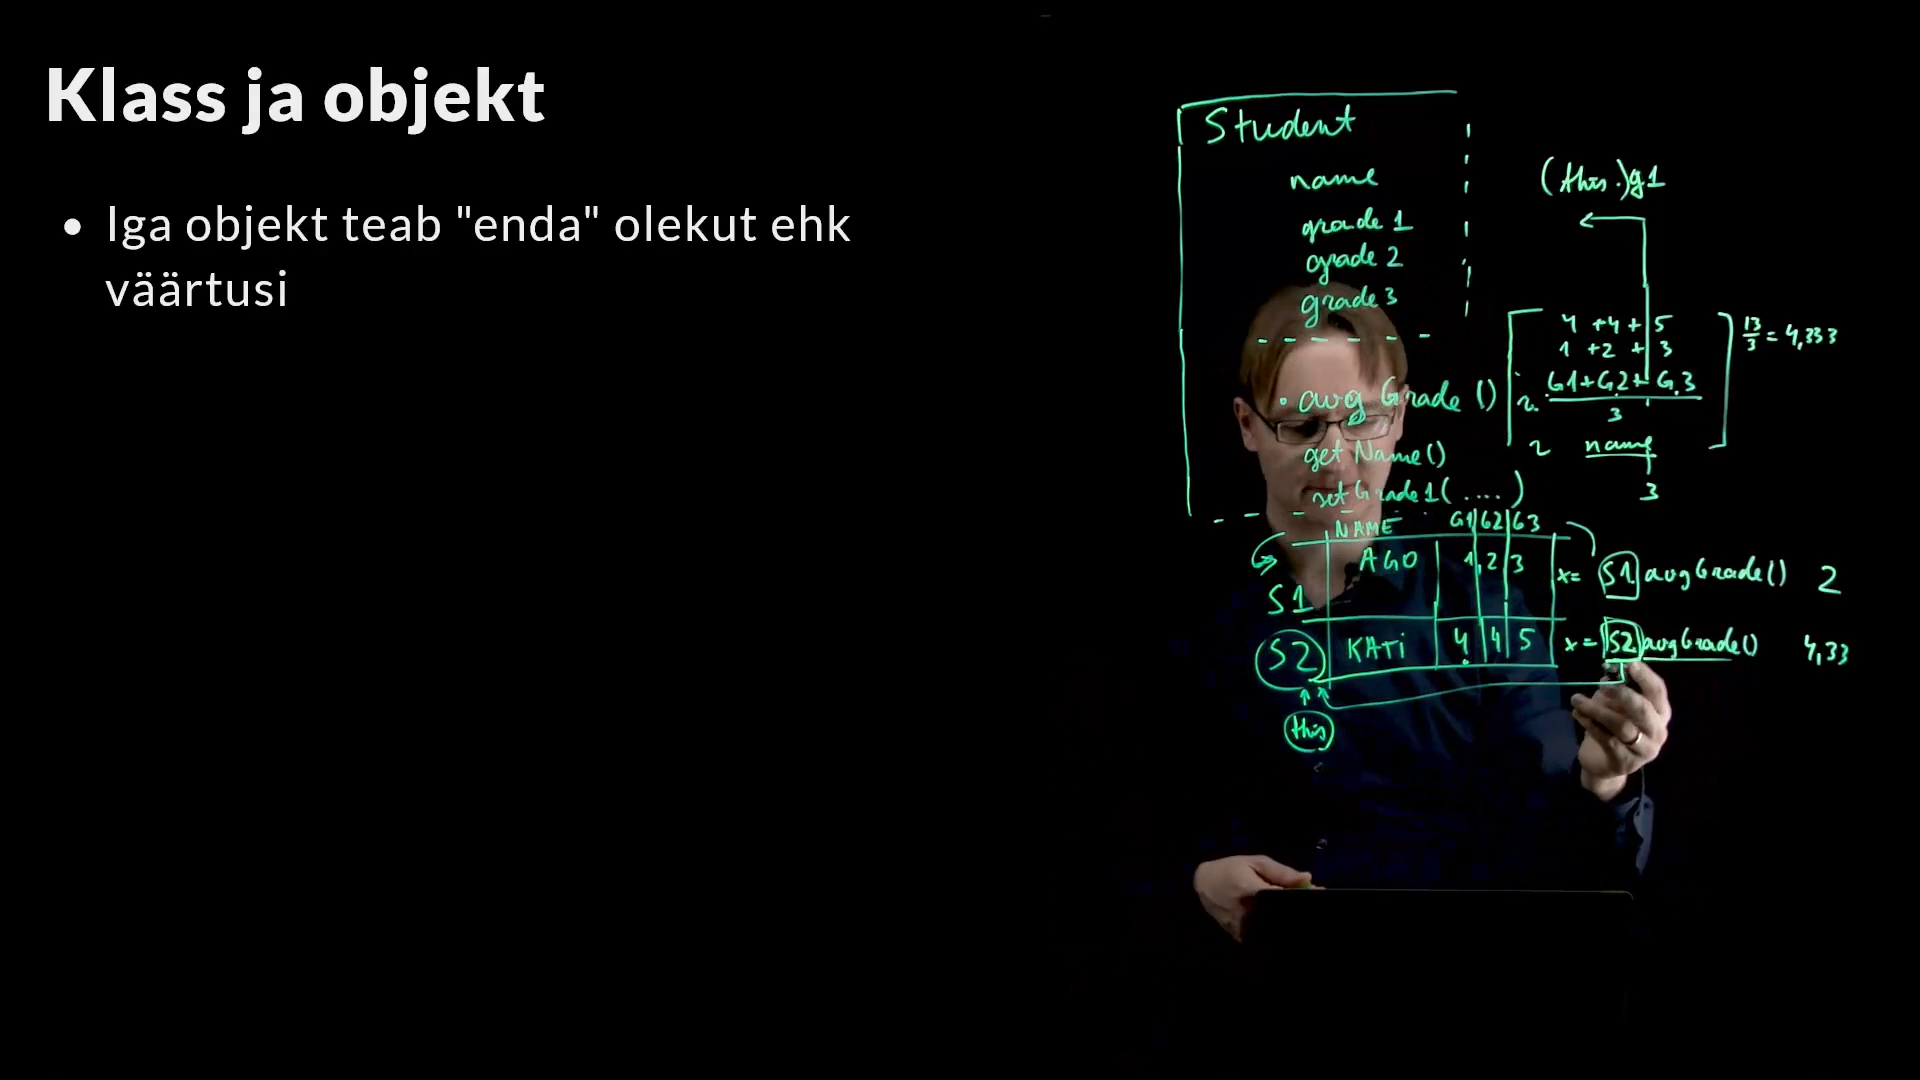 Klass ja objekt
Iga objekt teab "enda" olekut ehk
väärtusi
Student
name
grade 1
grade 2
grade 3
(this.)g1
4 + 4 + 5
1 + 2 + 3
G1+G2+G3
3
13
3
= 4,333
• avg Grade ()
get Name()
name
3
set Grade1( .... )
NAME G1 G2 G3
S1 AGO 1, 2 3 x= S1 avgGrade() 2
S2 KATi 4 4 5 x = S2 avgGrade() 4,33
this